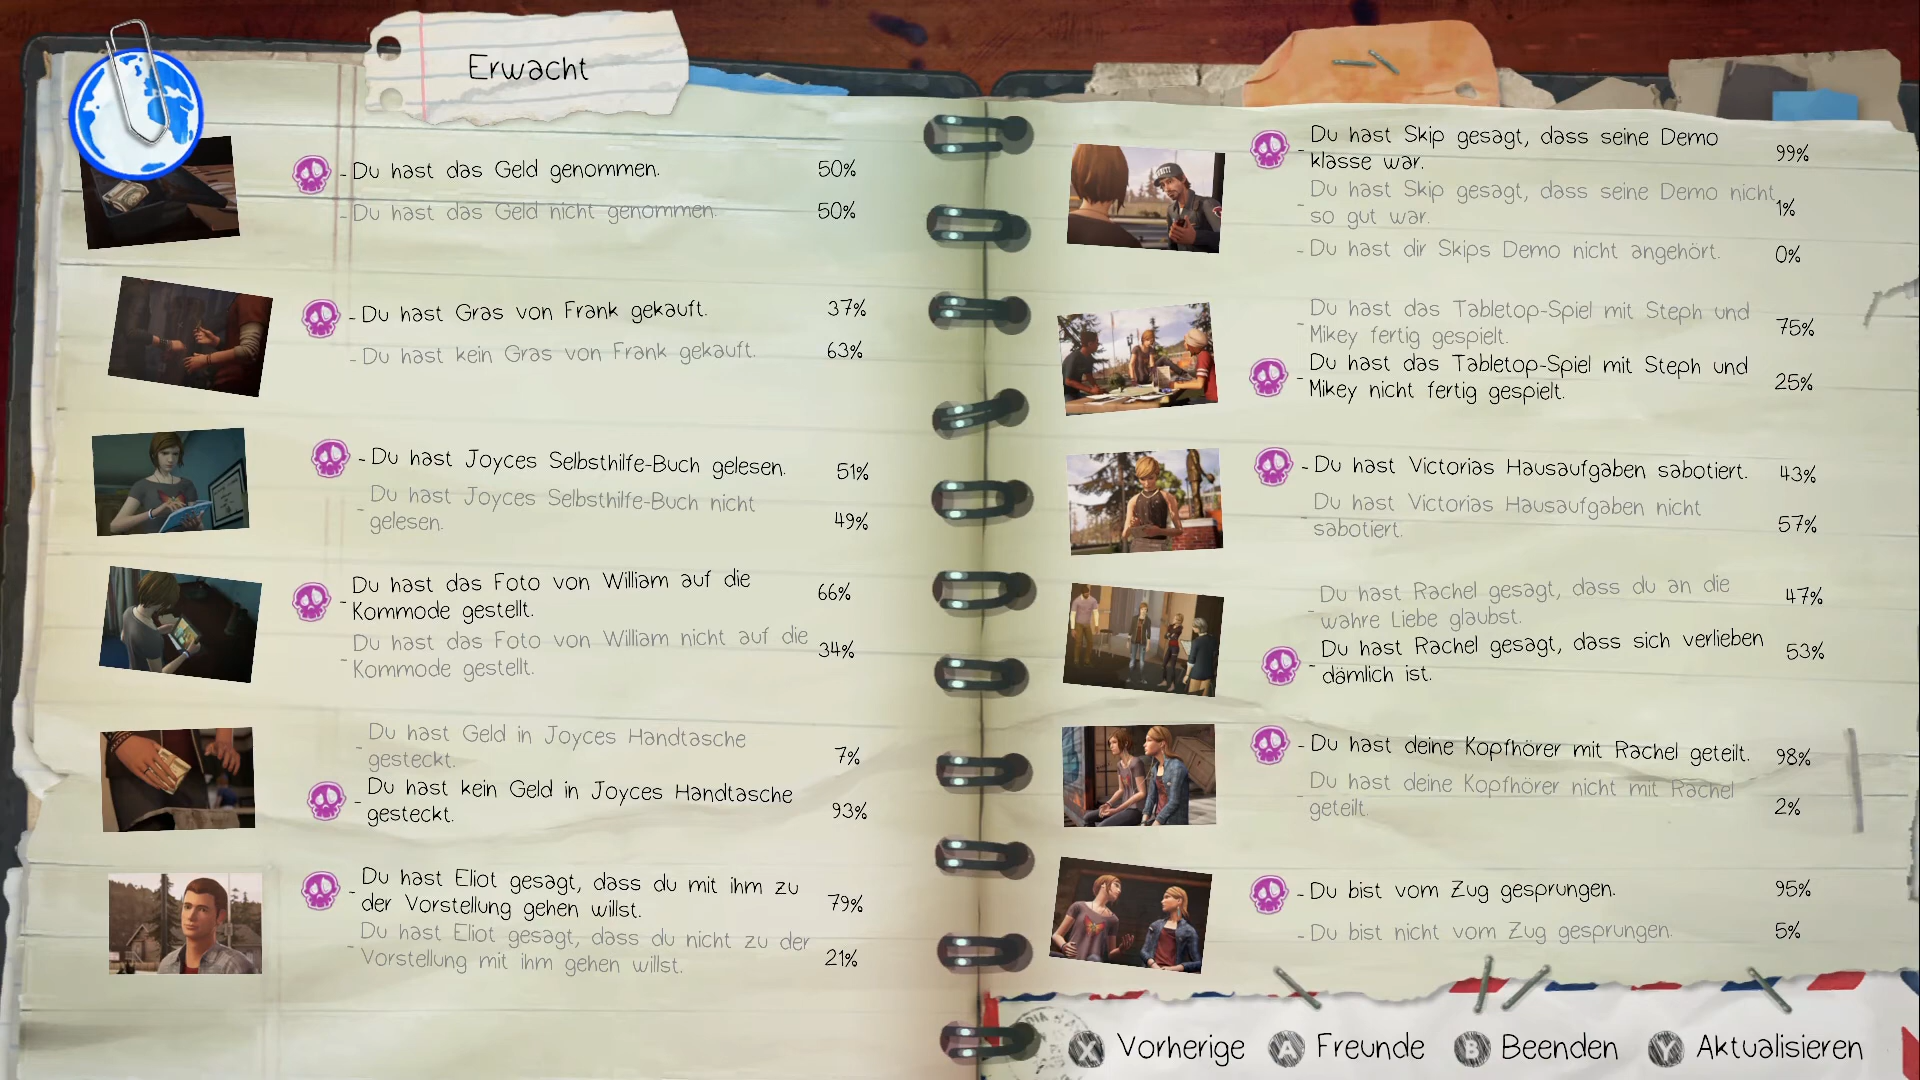 Erwacht
- Du hast das Geld genommen. 50%
- Du hast das Geld nicht genommen. 50%
- Du hast Gras von Frank gekauft. 37%
- Du hast kein Gras von Frank gekauft. 63%
- Du hast Joyces Selbsthilfe-Buch gelesen. 51%
- Du hast Joyces Selbsthilfe-Buch nicht
gelesen. 49%
- Du hast das Foto von William auf die
Kommode gestellt. 66%
- Du hast das Foto von William nicht auf die
Kommode gestellt. 34%
- Du hast Geld in Joyces Handtasche
gesteckt. 7%
- Du hast kein Geld in Joyces Handtasche
gesteckt. 93%
- Du hast Eliot gesagt, dass du mit ihm zu
der Vorstellung gehen willst. 79%
- Du hast Eliot gesagt, dass du nicht zu der
Vorstellung mit ihm gehen willst. 21%
- Du hast Skip gesagt, dass seine Demo
klasse war. 99%
- Du hast Skip gesagt, dass seine Demo nicht
so gut war. 1%
- Du hast dir Skips Demo nicht angehört. 0%
- Du hast das Tabletop-Spiel mit Steph und
Mikey fertig gespielt. 75%
- Du hast das Tabletop-Spiel mit Steph und
Mikey nicht fertig gespielt. 25%
- Du hast Victorias Hausaufgaben sabotiert. 43%
- Du hast Victorias Hausaufgaben nicht
sabotiert. 57%
- Du hast Rachel gesagt, dass du an die
wahre Liebe glaubst. 47%
- Du hast Rachel gesagt, dass sich verlieben
dämlich ist. 53%
- Du hast deine Kopfhörer mit Rachel geteilt. 98%
- Du hast deine Kopfhörer nicht mit Rachel
geteilt. 2%
- Du bist vom Zug gesprungen. 95%
- Du bist nicht vom Zug gesprungen. 5%
X Vorherige A Freunde B Beenden Y Aktualisieren